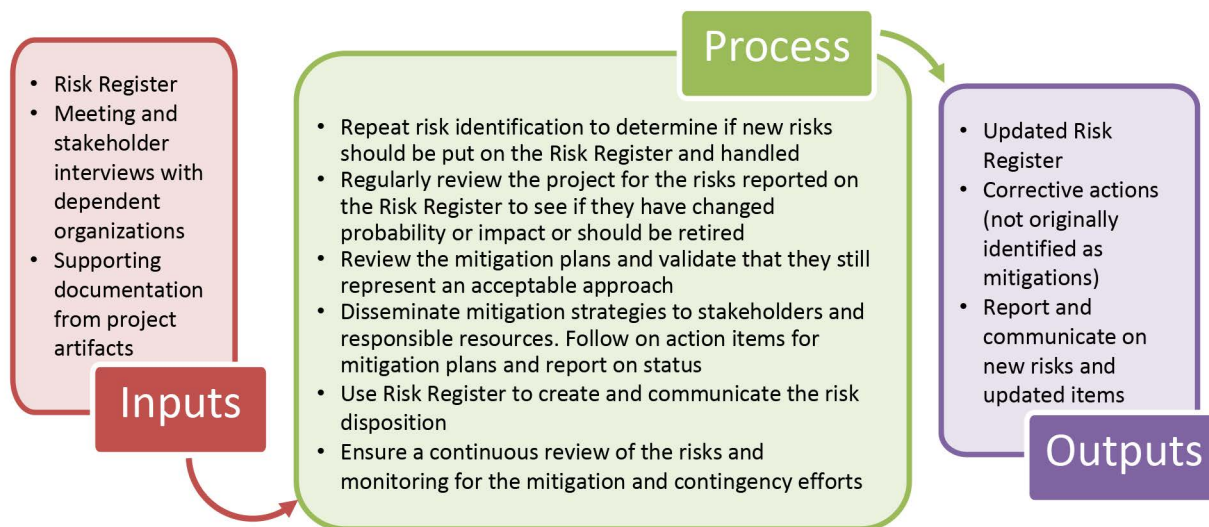 • Risk Register
• Meeting and
stakeholder
interviews with
dependent
organizations
• Supporting
documentation
from project
artifacts
Inputs
Process
• Repeat risk identification to determine if new risks
should be put on the Risk Register and handled
• Regularly review the project for the risks reported on
the Risk Register to see if they have changed
probability or impact or should be retired
• Review the mitigation plans and validate that they still
represent an acceptable approach
• Disseminate mitigation strategies to stakeholders and
responsible resources. Follow on action items for
mitigation plans and report on status
• Use Risk Register to create and communicate the risk
disposition
• Ensure a continuous review of the risks and
monitoring for the mitigation and contingency efforts
• Updated Risk
Register
• Corrective actions
(not originally
identified as
mitigations)
• Report and
communicate on
new risks and
updated items
Outputs